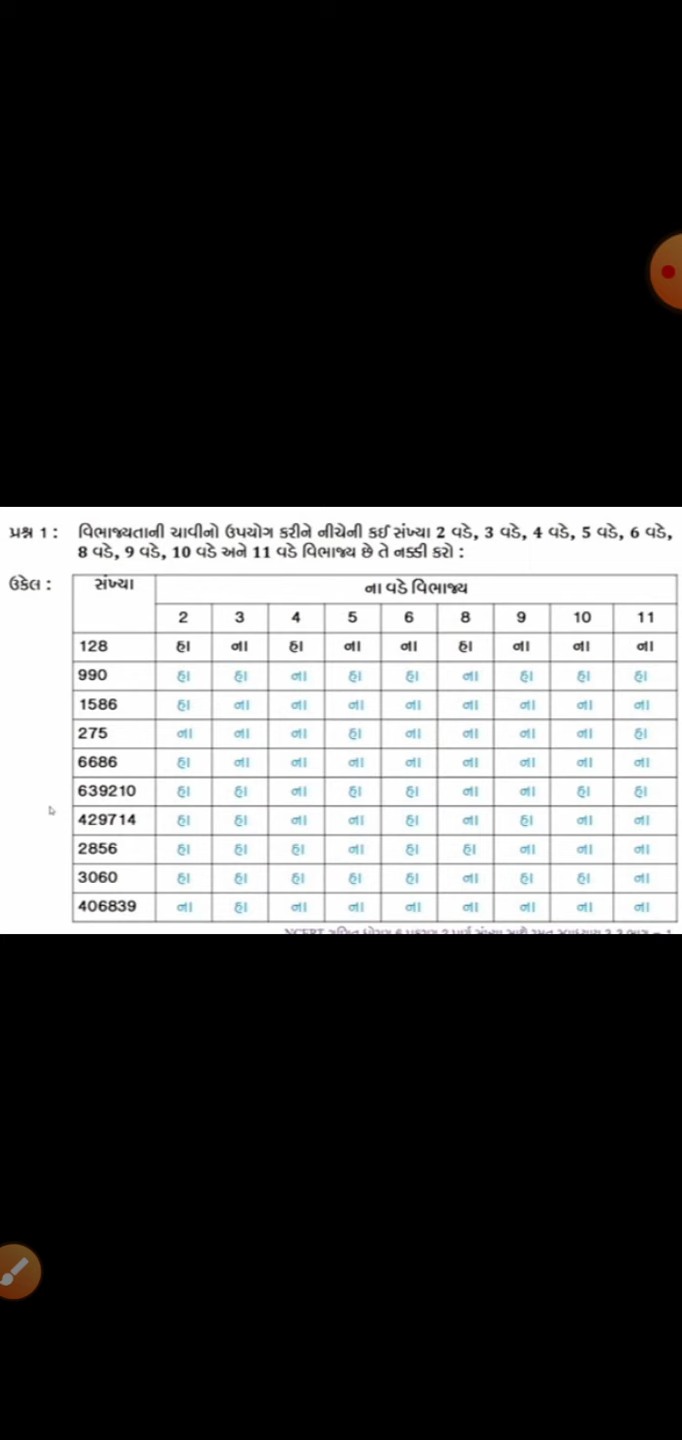 પ્રશ્ન 1 : વિભાજ્યતાની ચાવીનો ઉપયોગ કરીને નીચેની કઈ સંખ્યા 2 વડે, 3 વડે, 4 વડે, 5 વડે, 6 વડે,
8 વડે, 9 વડે, 10 વડે અને 11 વડે વિભાજ્ય છે તે નક્કી કરો :
ઉકેલ : સંખ્યા ના વડે વિભાજ્ય
2 3 4 5 6 8 9 10 11
128 હા ના હા ના ના હા ના ના ના
990 હા હા ના હા હા ના હા હા હા
1586 હા ના ના ના ના ના ના ના ના
275 ના ના ના હા ના ના ના ના હા
6686 હા ના ના ના ના ના ના ના ના
639210 હા હા ના હા હા ના ના હા હા
429714 હા હા ના ના હા ના હા ના ના
2856 હા હા હા ના હા હા ના ના ના
3060 હા હા હા હા હા ના હા હા ના
406839 ના હા ના ના ના ના ના ના ના